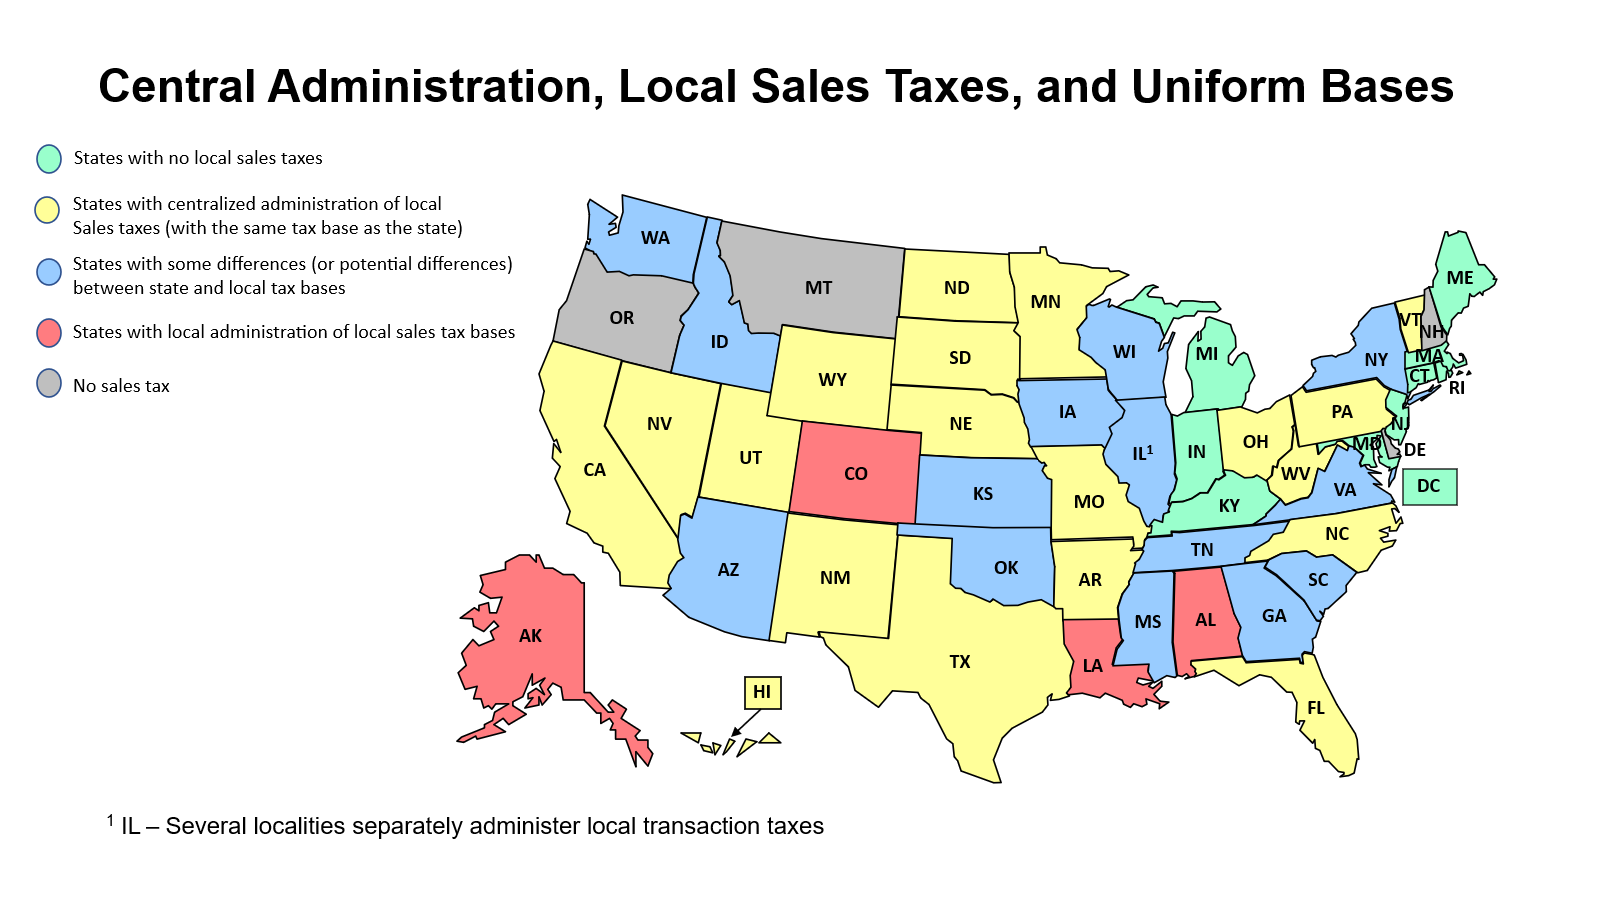 Central Administration, Local Sales Taxes, and Uniform Bases
States with no local sales taxes
States with centralized administration of local
Sales taxes (with the same tax base as the state)
States with some differences (or potential differences)
between state and local tax bases
States with local administration of local sales tax bases
No sales tax
WA
MT
ND
MN
ME
VT
NH
OR
ID
SD
WI
MI
NY
MA
CT
RI
WY
IA
PA
NJ
NV
NE
OH
MD
DE
CA
UT
CO
KS
MO
IL¹
IN
WV
VA
DC
KY
AZ
NM
OK
AR
TN
NC
SC
AK
TX
LA
MS
AL
GA
HI
FL
¹ IL – Several localities separately administer local transaction taxes